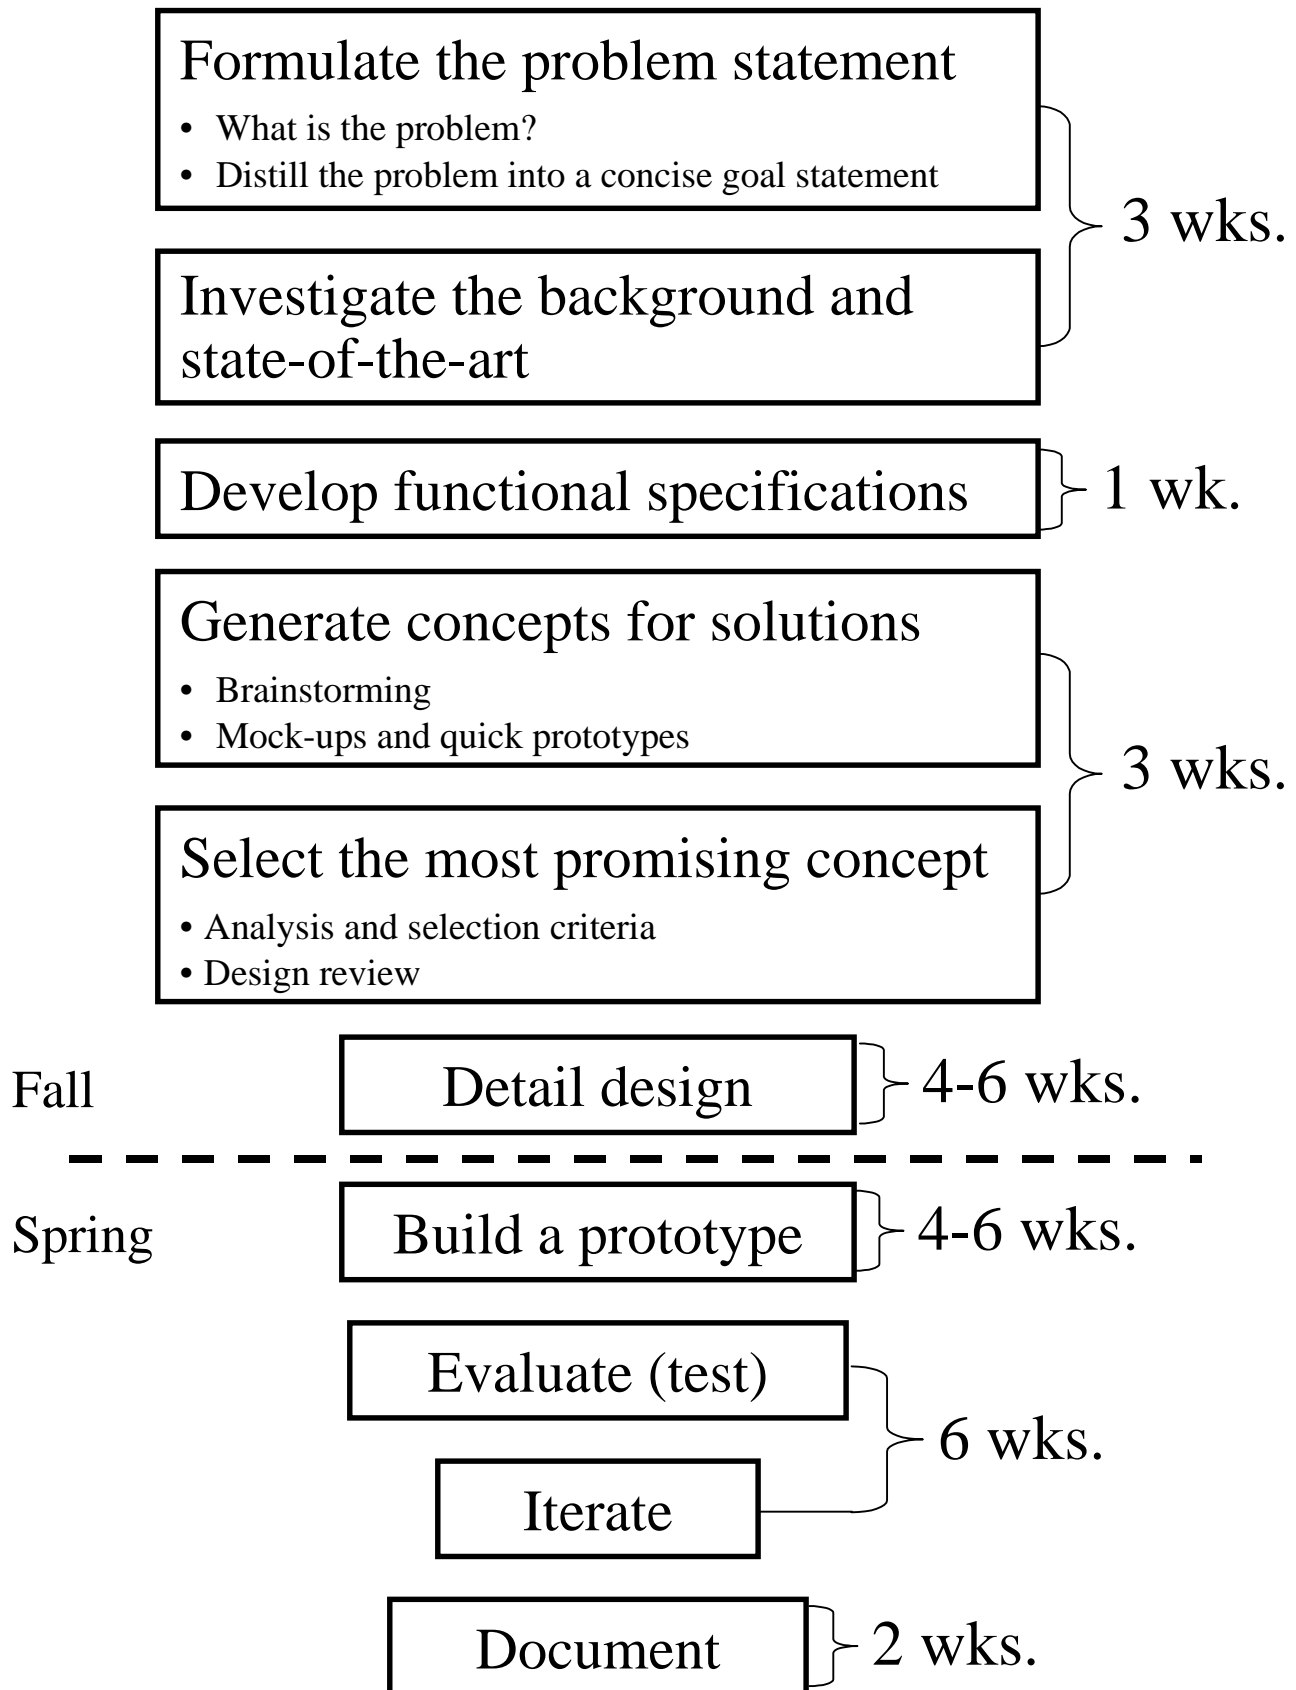 Formulate the problem statement
• What is the problem?
• Distill the problem into a concise goal statement
3 wks.
Investigate the background and
state-of-the-art
Develop functional specifications
1 wk.
Generate concepts for solutions
• Brainstorming
• Mock-ups and quick prototypes
3 wks.
Select the most promising concept
• Analysis and selection criteria
• Design review
Fall
Detail design
4-6 wks.
Spring
Build a prototype
4-6 wks.
Evaluate (test)
6 wks.
Iterate
Document
2 wks.